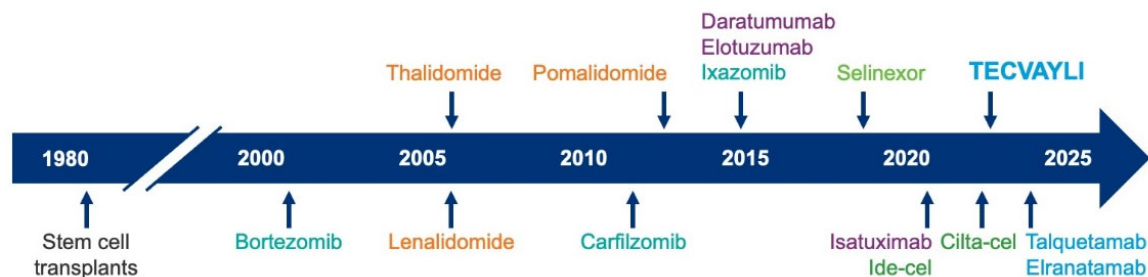 Daratumumab
Elotuzumab
Thalidomide Pomalidomide Ixazomib Selinexor TECVAYLI
1980 2000 2005 2010 2015 2020 2025
Stem cell Bortezomib Lenalidomide Carfilzomib Isatuximab Cilta-cel Talquetamab
transplants Ide-cel Elranatamab